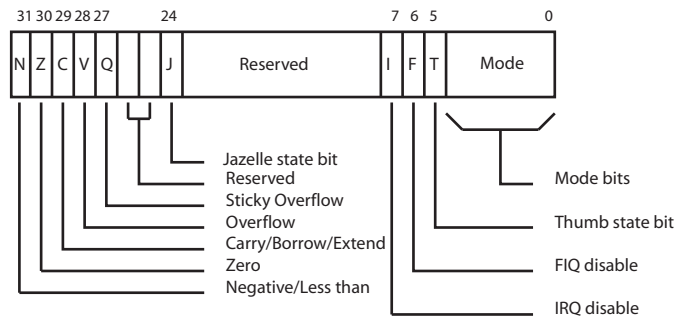 31 30 29 28 27 24 7 6 5 0
N Z C V Q J Reserved I F T Mode
Jazelle state bit
Reserved Mode bits
Sticky Overflow
Overflow Thumb state bit
Carry/Borrow/Extend
Zero FIQ disable
Negative/Less than
IRQ disable